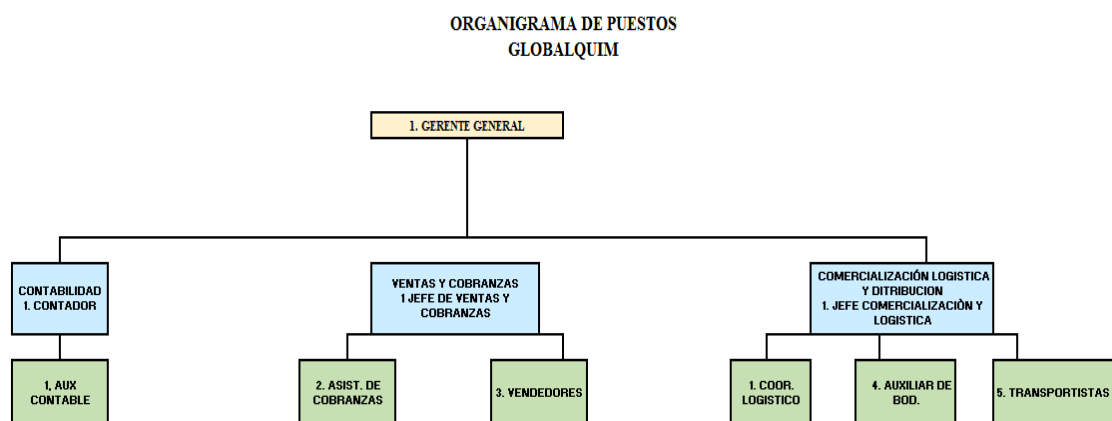 ORGANIGRAMA DE PUESTOS
GLOBALQUIM
1. GERENTE GENERAL
CONTABILIDAD
1. CONTADOR
VENTAS Y COBRANZAS
1 JEFE DE VENTAS Y
COBRANZAS
COMERCIALIZACIÓN LOGISTICA
Y DITRIBUCION
1. JEFE COMERCIALIZACIÒN Y
LOGISTICA
1, AUX
CONTABLE
2. ASIST. DE
COBRANZAS
3. VENDEDORES
1. COOR.
LOGISTICO
4. AUXILIAR DE
BOD.
5. TRANSPORTISTAS